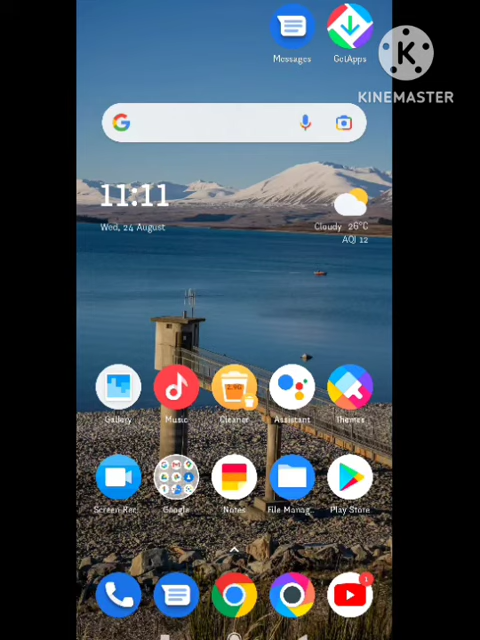 Messages
GetApps
KINEMASTER
11:11
Wed, 24 August
Cloudy 26°C
AQI 12
Gallery
Music
Cleaner
Assistant
Themes
Screen Rec..
Google
Notes
File Manag..
Play Store
1